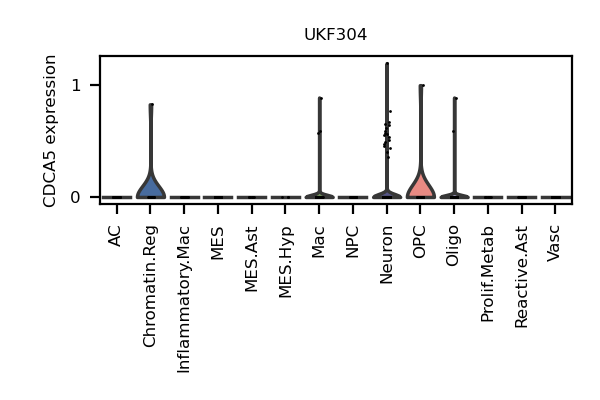 UKF304
CDCA5 expression
1
0
AC
Chromatin.Reg
Inflammatory.Mac
MES
MES.Ast
MES.Hyp
Mac
NPC
Neuron
OPC
Oligo
Prolif.Metab
Reactive.Ast
Vasc